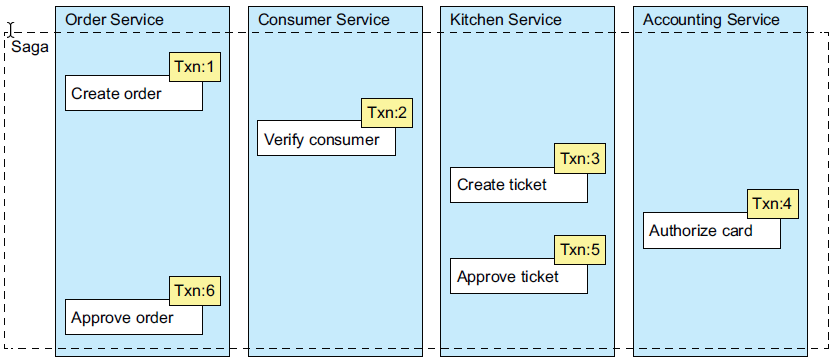 Order Service
Consumer Service
Kitchen Service
Accounting Service
Saga
Txn:1
Create order
Txn:2
Verify consumer
Txn:3
Create ticket
Txn:4
Authorize card
Txn:5
Approve ticket
Txn:6
Approve order